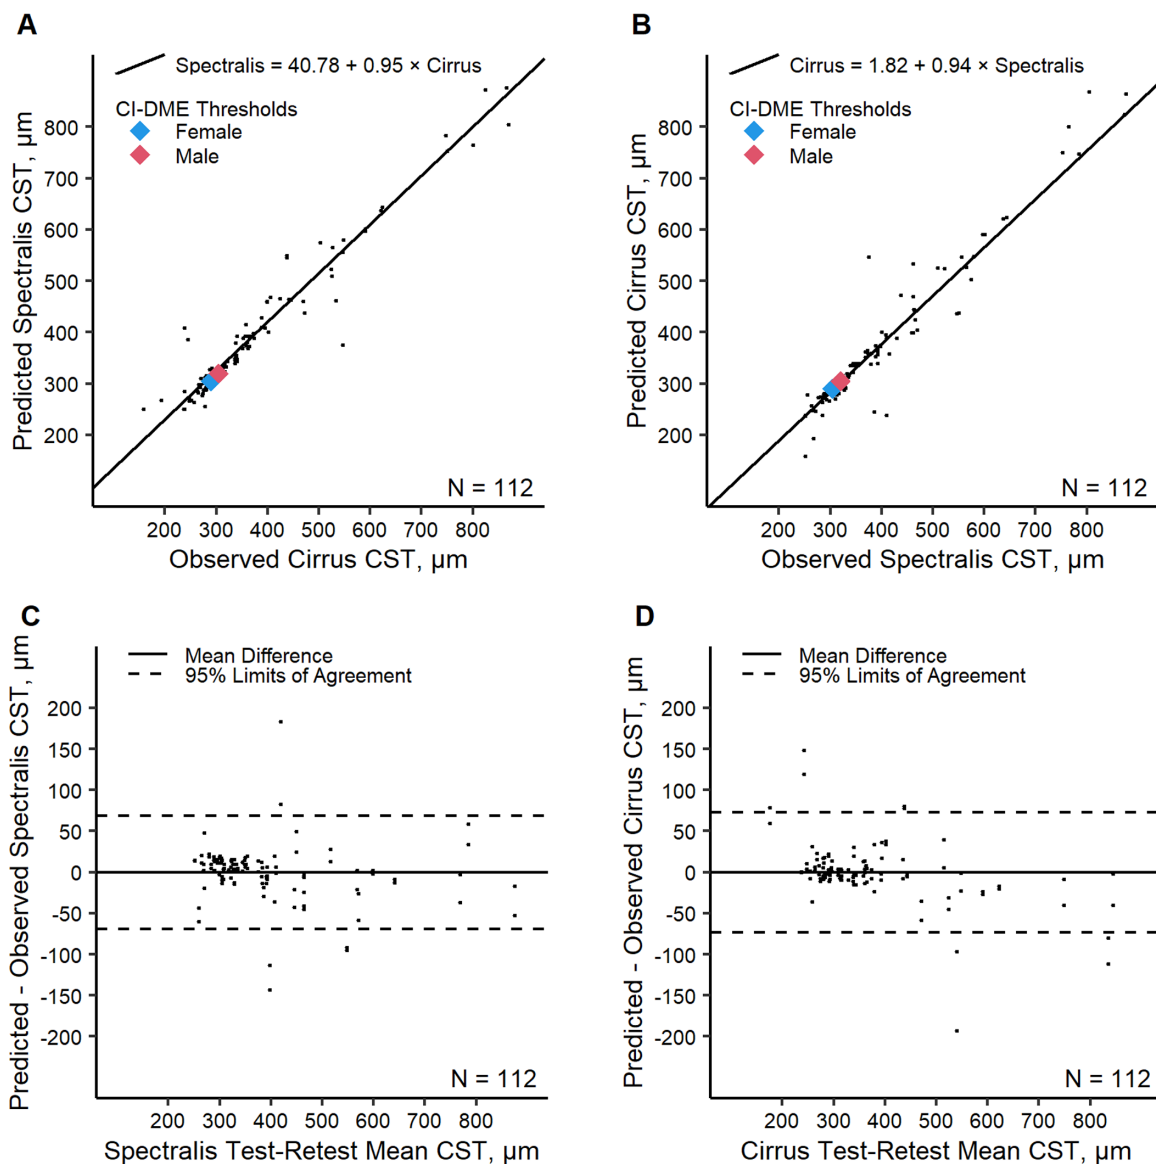 A
Spectralis = 40.78 + 0.95 × Cirrus
CI-DME Thresholds
Female
Male
Predicted Spectralis CST, µm
800
700
600
500
400
300
200
N = 112
200 300 400 500 600 700 800
Observed Cirrus CST, µm
B
Cirrus = 1.82 + 0.94 × Spectralis
CI-DME Thresholds
Female
Male
Predicted Cirrus CST, µm
800
700
600
500
400
300
200
N = 112
200 300 400 500 600 700 800
Observed Spectralis CST, µm
C
Mean Difference
95% Limits of Agreement
Predicted - Observed Spectralis CST, µm
200
150
100
50
0
-50
-100
-150
-200
N = 112
200 300 400 500 600 700 800
Spectralis Test-Retest Mean CST, µm
D
Mean Difference
95% Limits of Agreement
Predicted - Observed Cirrus CST, µm
200
150
100
50
0
-50
-100
-150
-200
N = 112
200 300 400 500 600 700 800
Cirrus Test-Retest Mean CST, µm